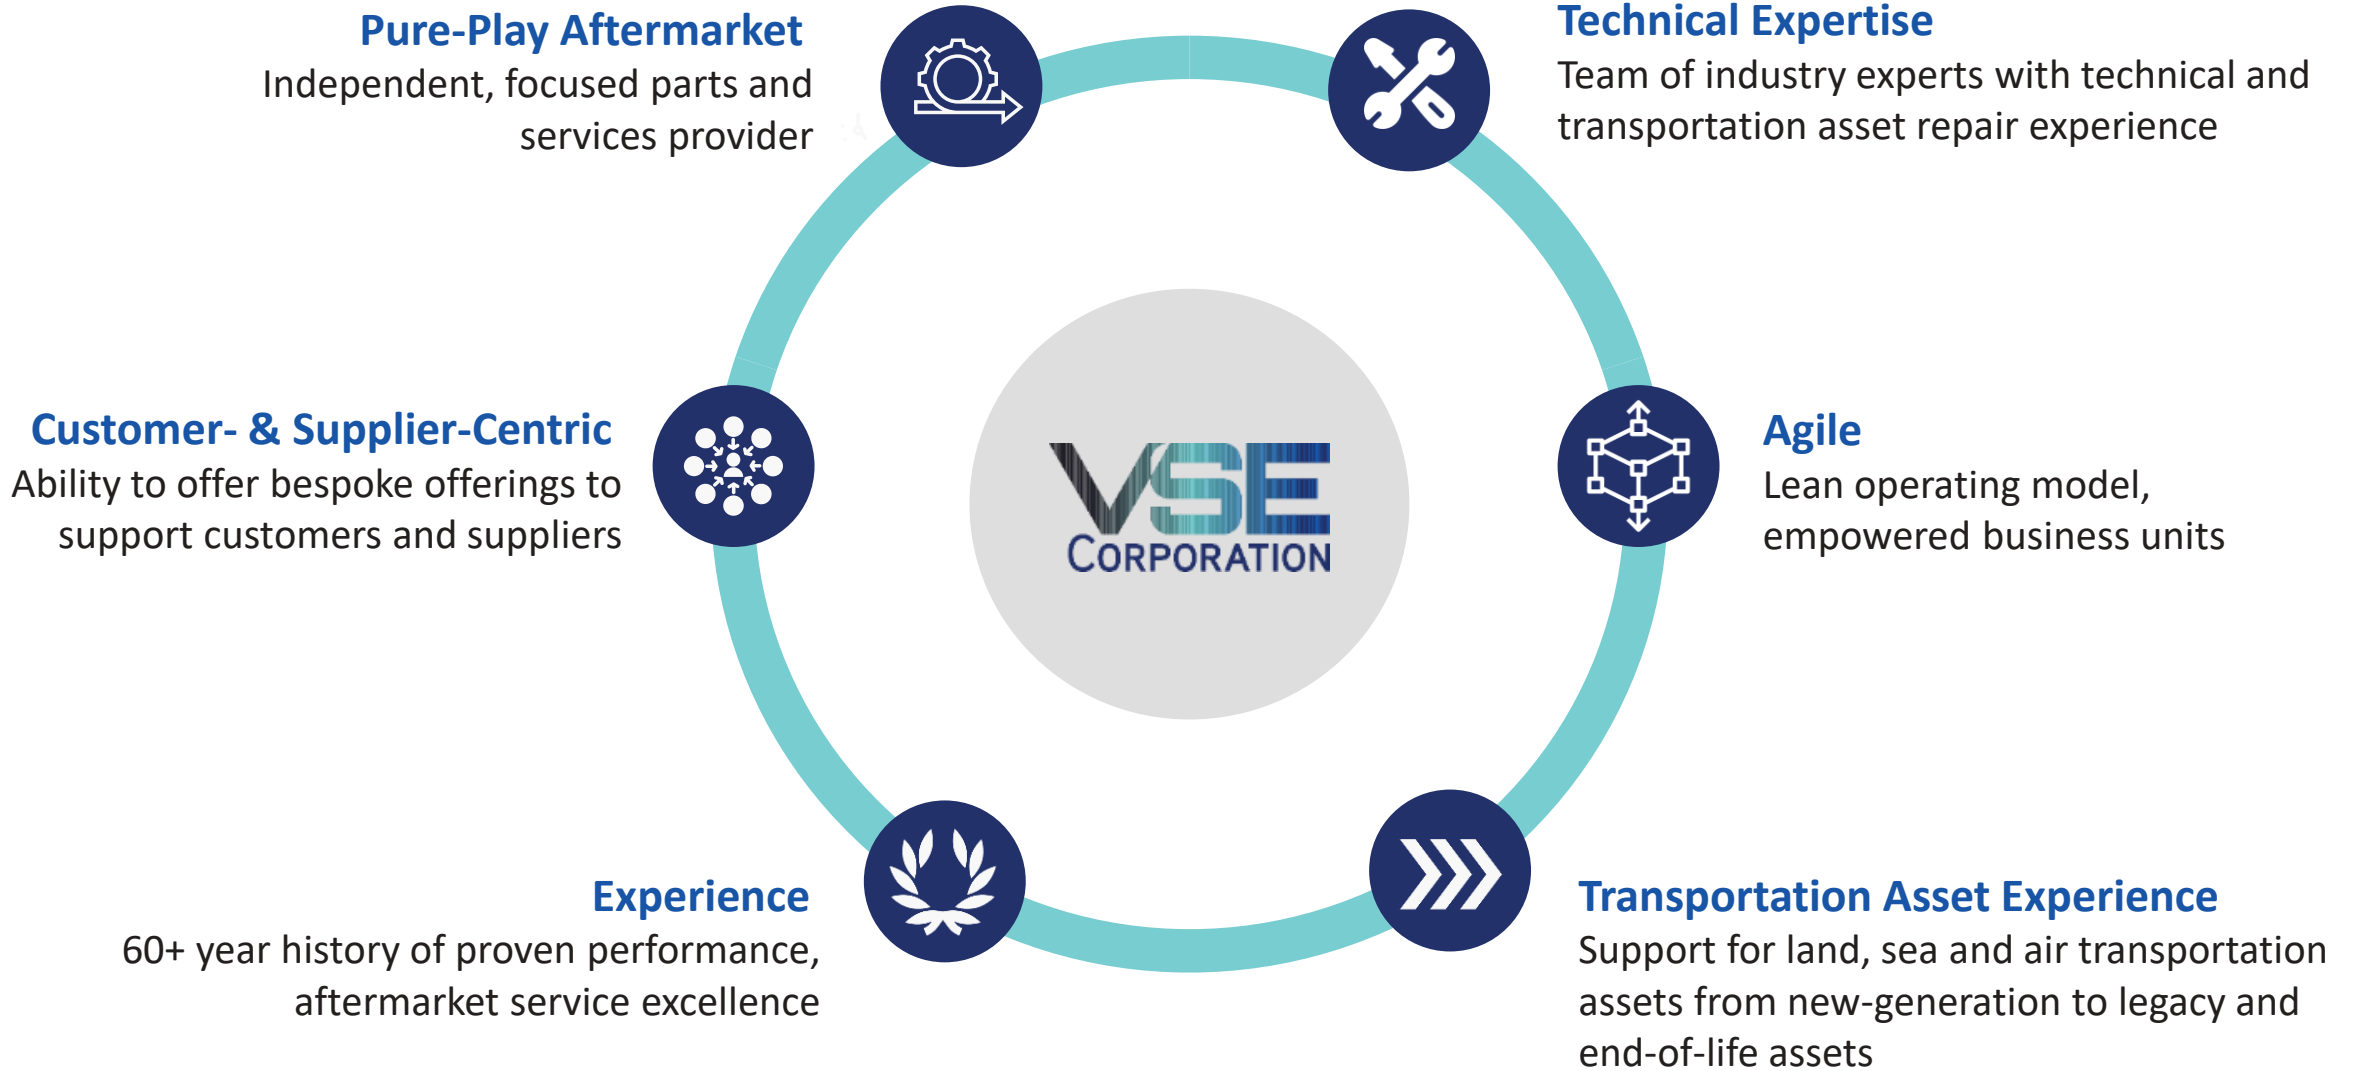 Pure-Play Aftermarket
Independent, focused parts and
services provider
Technical Expertise
Team of industry experts with technical and
transportation asset repair experience
Customer- & Supplier-Centric
Ability to offer bespoke offerings to
support customers and suppliers
VSE
CORPORATION
Agile
Lean operating model,
empowered business units
Experience
60+ year history of proven performance,
aftermarket service excellence
Transportation Asset Experience
Support for land, sea and air transportation
assets from new-generation to legacy and
end-of-life assets